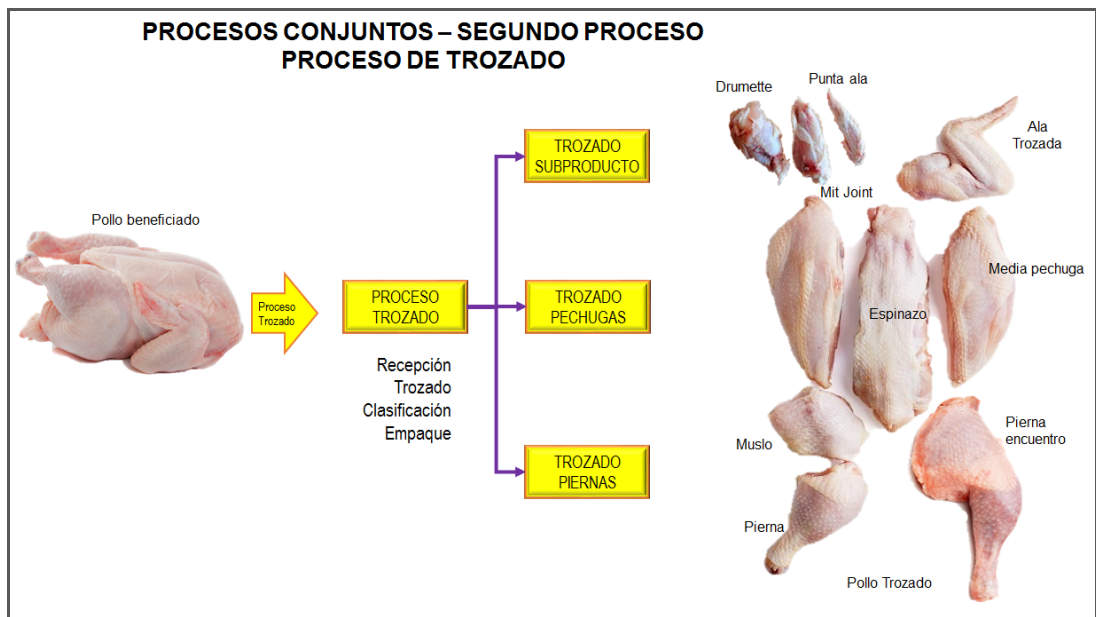 PROCESOS CONJUNTOS – SEGUNDO PROCESO
PROCESO DE TROZADO
Pollo beneficiado
Proceso
Trozado
PROCESO
TROZADO
Recepción
Trozado
Clasificación
Empaque
TROZADO
SUBPRODUCTO
TROZADO
PECHUGAS
TROZADO
PIERNAS
Drumette
Punta ala
Ala
Trozada
Mit Joint
Media pechuga
Espinazo
Muslo
Pierna
encuentro
Pierna
Pollo Trozado